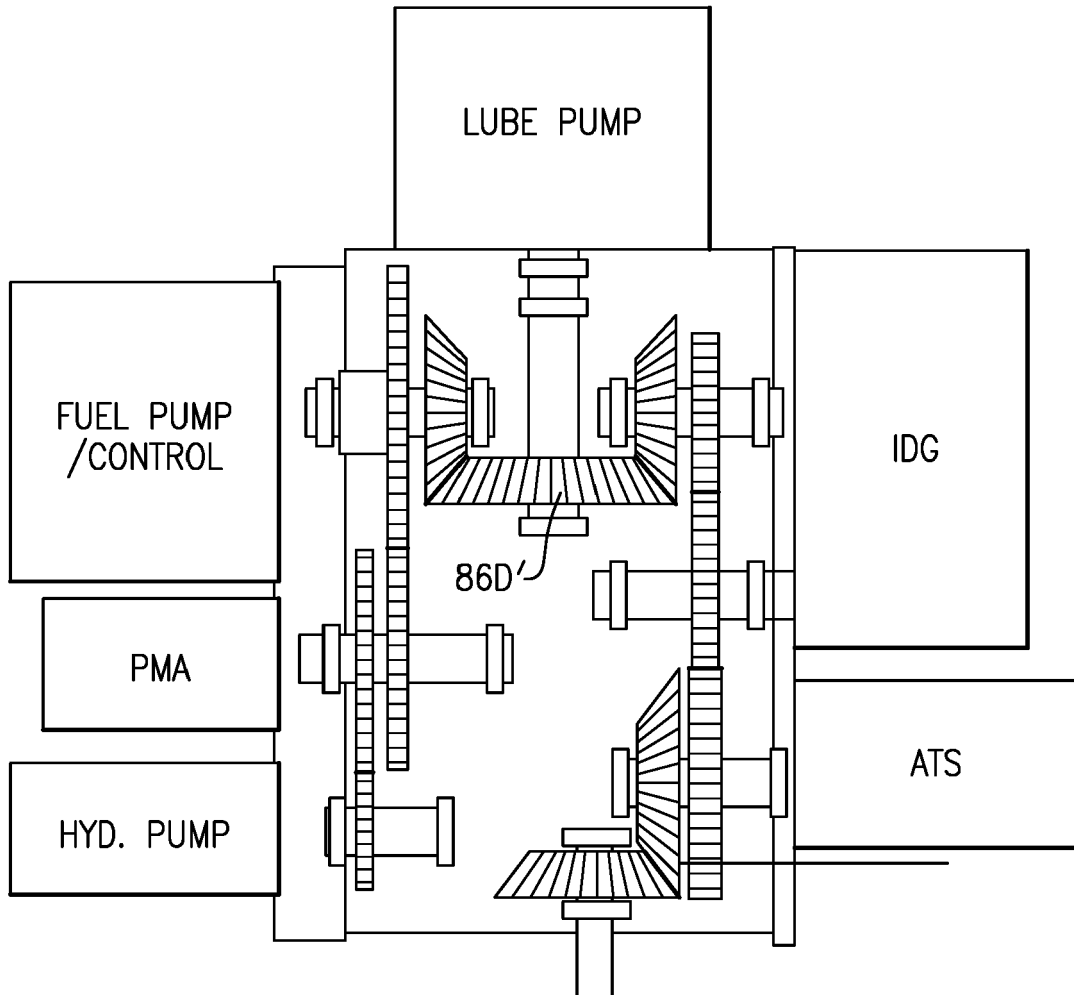 LUBE PUMP
FUEL PUMP
/CONTROL
IDG
86D'
PMA
ATS
HYD. PUMP